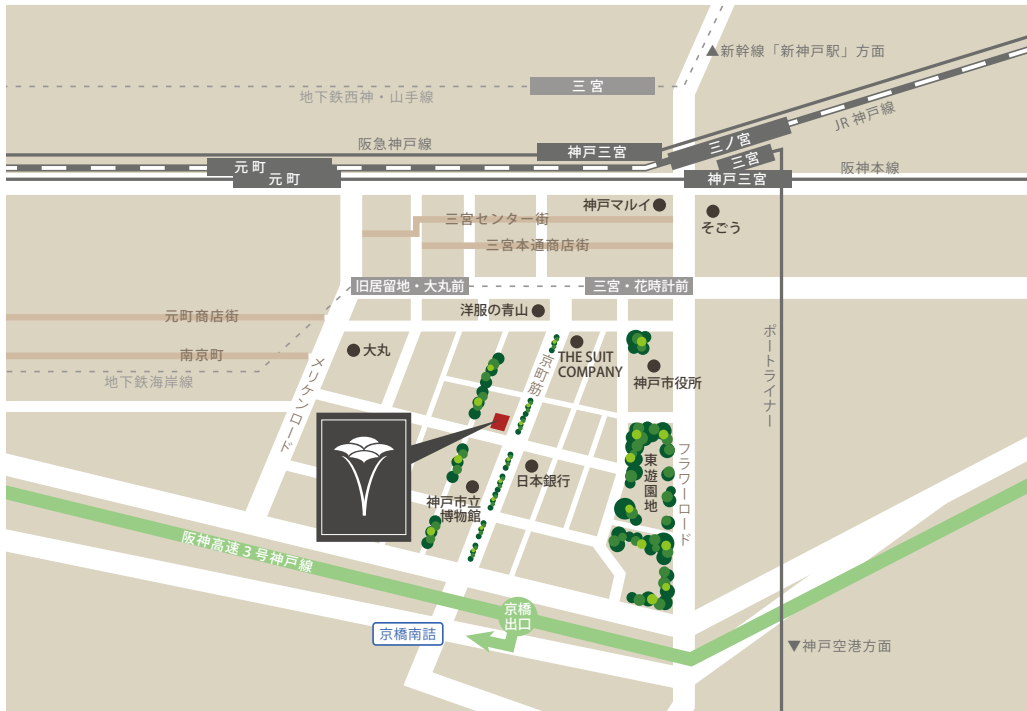 ▲新幹線「新神戸駅」方面
三宮
地下鉄西神・山手線
JR 神戸線
阪急神戸線
神戸三宮
三ノ宮
三宮
元町
元町
神戸三宮
阪神本線
神戸マルイ
そごう
三宮センター街
三宮本通商店街
旧居留地・大丸前
三宮・花時計前
元町商店街
洋服の青山
南京町
大丸
THE SUIT
COMPANY
神戸市役所
地下鉄海岸線
メリケンロード
京町筋
ポートライナー
フラワーロード
東遊園地
日本銀行
神戸市立
博物館
阪神高速3号神戸線
京橋
出口
京橋南詰
▼神戸空港方面